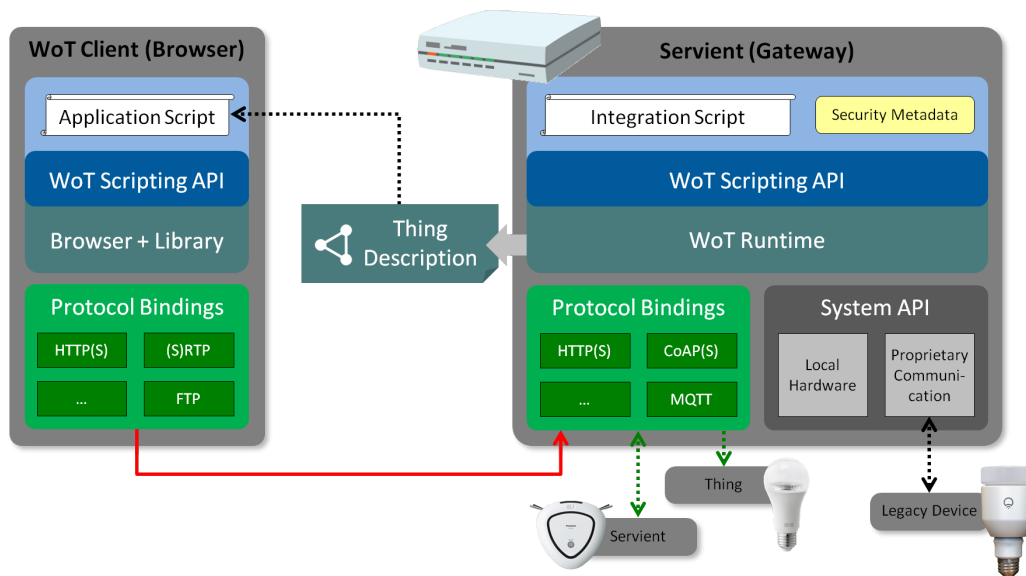 WoT Client (Browser)
Application Script
WoT Scripting API
Browser + Library
Protocol Bindings
HTTP(S)
(S)RTP
...
FTP
Thing
Description
Servient (Gateway)
Integration Script
Security Metadata
WoT Scripting API
WoT Runtime
Protocol Bindings
HTTP(S)
CoAP(S)
...
MQTT
System API
Local
Hardware
Proprietary
Communi-
cation
Thing
Servient
Legacy Device